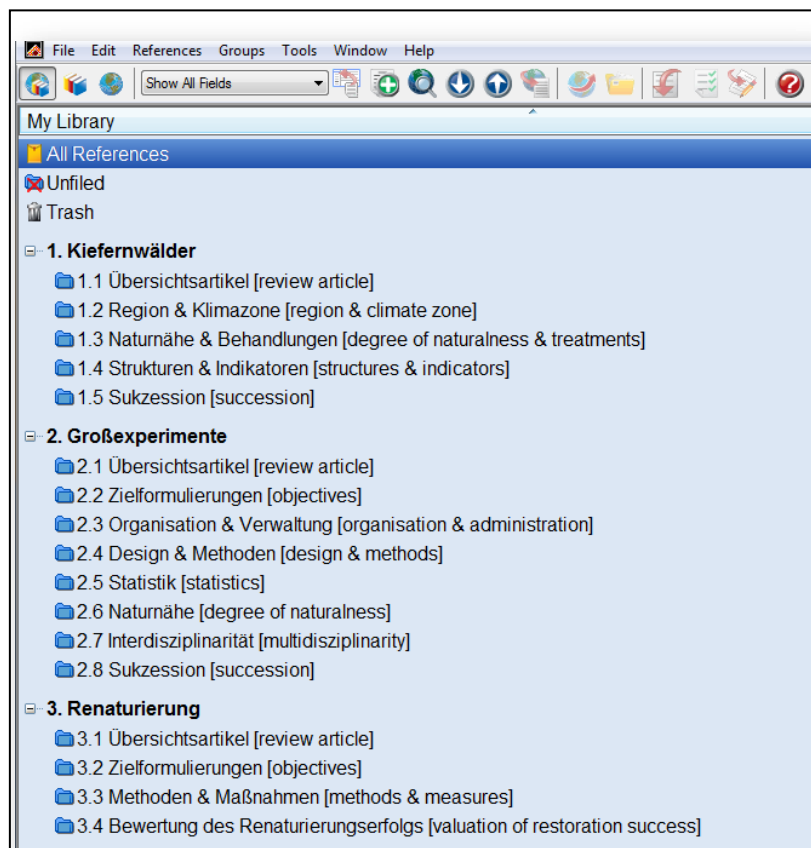 File Edit References Groups Tools Window Help
Show All Fields
My Library
All References
Unfiled
Trash
1. Kiefernwälder
1.1 Übersichtsartikel [review article]
1.2 Region & Klimazone [region & climate zone]
1.3 Naturnähe & Behandlungen [degree of naturalness & treatments]
1.4 Strukturen & Indikatoren [structures & indicators]
1.5 Sukzession [succession]
2. Großexperimente
2.1 Übersichtsartikel [review article]
2.2 Zielformulierungen [objectives]
2.3 Organisation & Verwaltung [organisation & administration]
2.4 Design & Methoden [design & methods]
2.5 Statistik [statistics]
2.6 Naturnähe [degree of naturalness]
2.7 Interdisziplinarität [multidisziplinarity]
2.8 Sukzession [succession]
3. Renaturierung
3.1 Übersichtsartikel [review article]
3.2 Zielformulierungen [objectives]
3.3 Methoden & Maßnahmen [methods & measures]
3.4 Bewertung des Renaturierungserfolgs [valuation of restoration success]